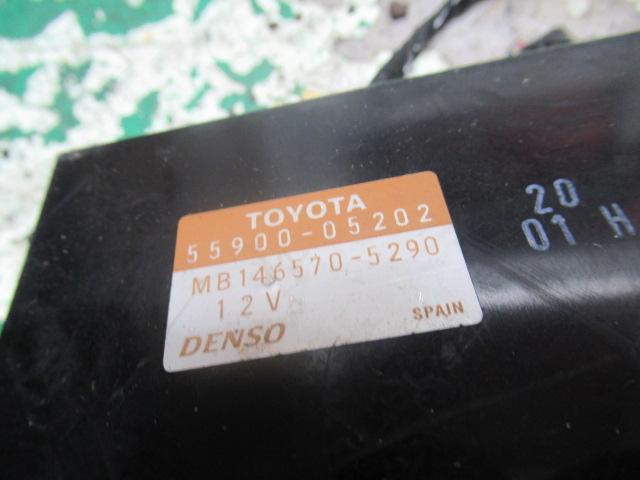 TOYOTA
55900-05202
MB146570-5290
12V
DENSO
SPAIN
20
01 H